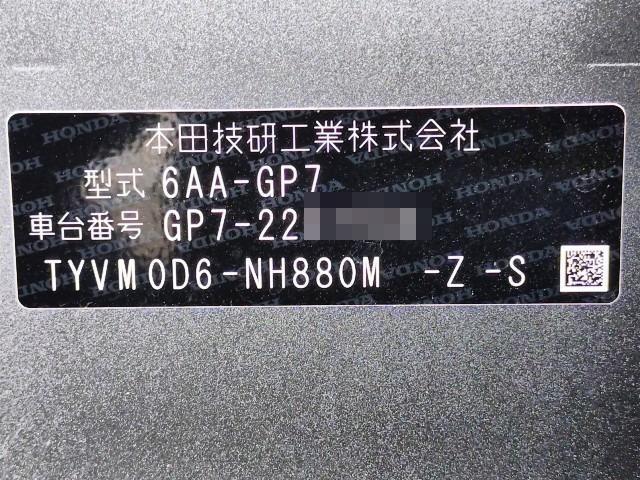 本田技研工業株式会社
型式 6AA-GP7
車台番号 GP7-22
TYVM0D6-NH880M -Z -S